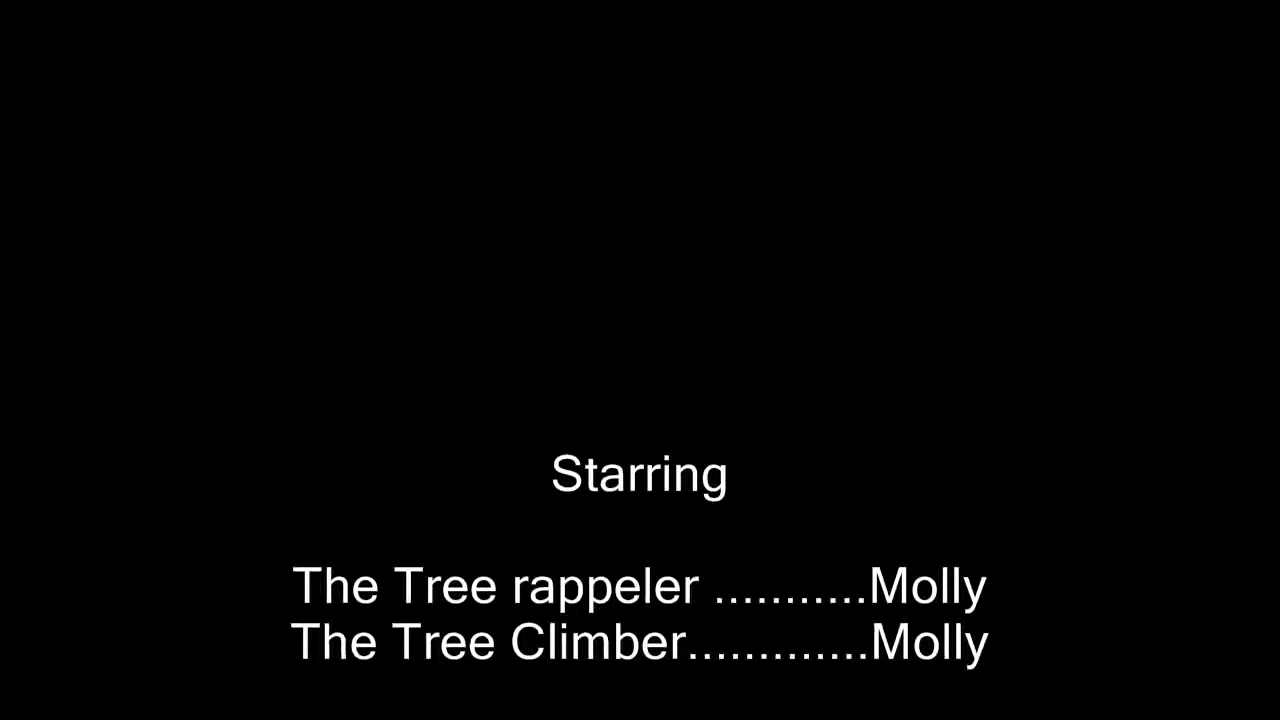 Starring
The Tree rappeler ...........Molly
The Tree Climber.............Molly